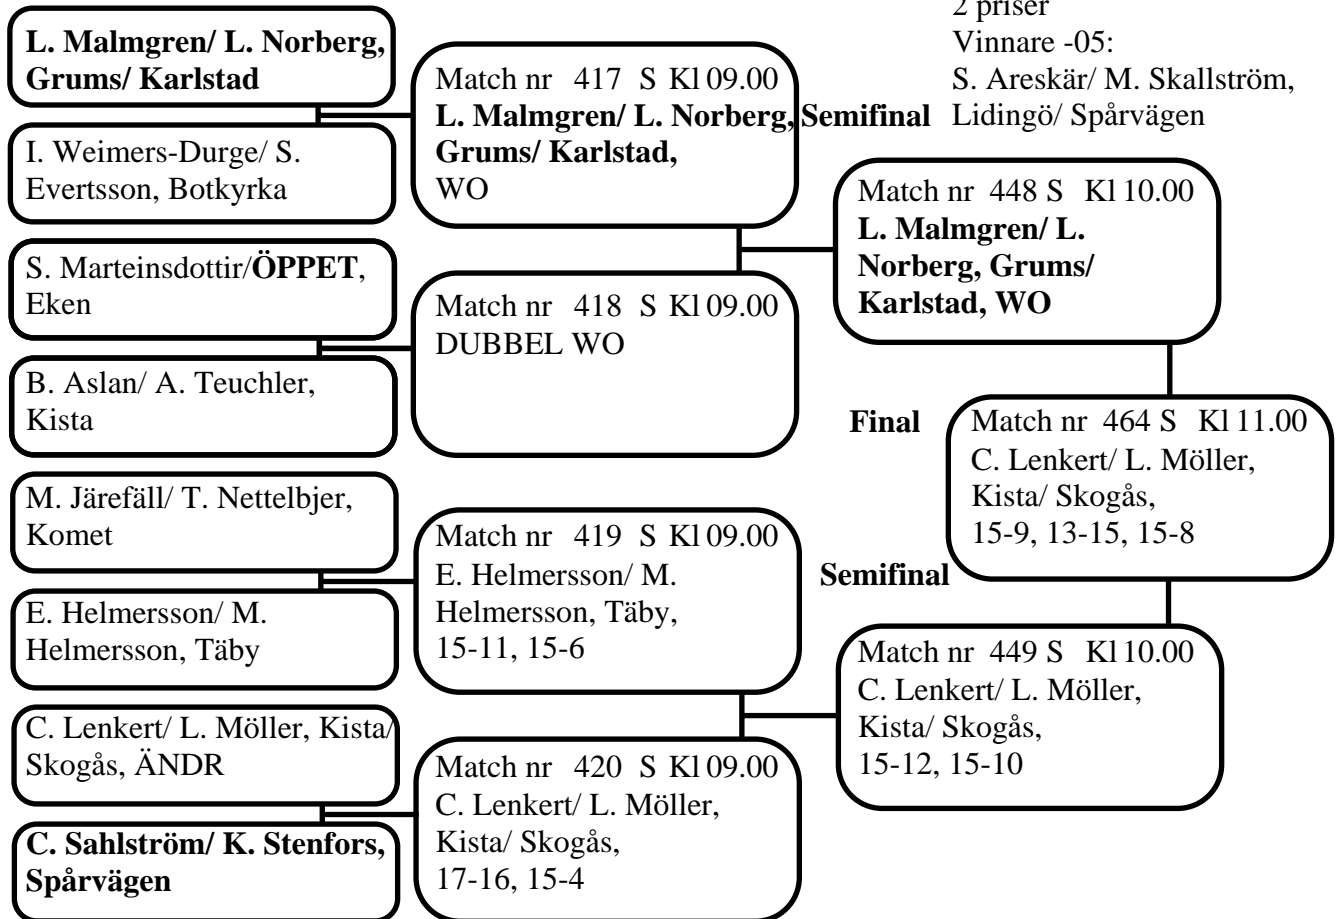 2 priser
Vinnare -05:
S. Areskär/ M. Skallström,
Lidingö/ Spårvägen
L. Malmgren/ L. Norberg,
Grums/ Karlstad
I. Weimers-Durge/ S.
Evertsson, Botkyrka
S. Marteinsdottir/ÖPPET,
Eken
B. Aslan/ A. Teuchler,
Kista
M. Järefäll/ T. Nettelbjer,
Komet
E. Helmersson/ M.
Helmersson, Täby
C. Lenkert/ L. Möller, Kista/
Skogås, ÄNDR
C. Sahlström/ K. Stenfors,
Spårvägen
Match nr 417 S Kl 09.00
L. Malmgren/ L. Norberg,
Grums/ Karlstad,
WO
Match nr 418 S Kl 09.00
DUBBEL WO
Match nr 419 S Kl 09.00
E. Helmersson/ M.
Helmersson, Täby,
15-11, 15-6
Match nr 420 S Kl 09.00
C. Lenkert/ L. Möller,
Kista/ Skogås,
17-16, 15-4
Semifinal
Match nr 448 S Kl 10.00
L. Malmgren/ L.
Norberg, Grums/
Karlstad, WO
Final
Match nr 464 S Kl 11.00
C. Lenkert/ L. Möller,
Kista/ Skogås,
15-9, 13-15, 15-8
Semifinal
Match nr 449 S Kl 10.00
C. Lenkert/ L. Möller,
Kista/ Skogås,
15-12, 15-10